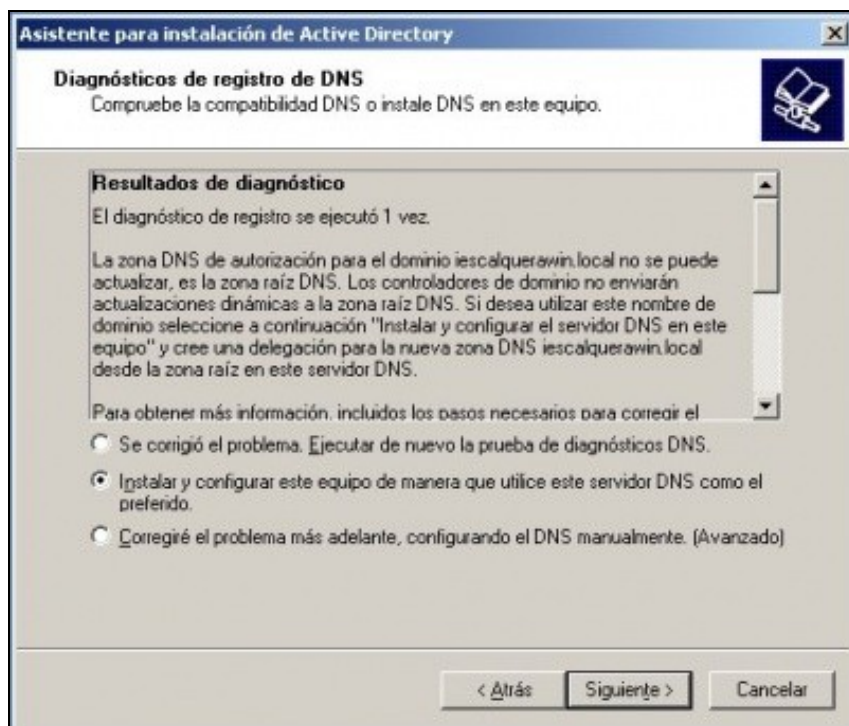 Asistente para instalación de Active Directory
Diagnósticos de registro de DNS
Compruebe la compatibilidad DNS o instale DNS en este equipo.
Resultados de diagnóstico
El diagnóstico de registro se ejecutó 1 vez.
La zona DNS de autorización para el dominio iescalquerawin.local no se puede
actualizar, es la zona raíz DNS. Los controladores de dominio no enviarán
actualizaciones dinámicas a la zona raíz DNS. Si desea utilizar este nombre de
dominio seleccione a continuación "Instalar y configurar el servidor DNS en este
equipo" y cree una delegación para la nueva zona DNS iescalquerawin.local
desde la zona raíz en este servidor DNS.
Para obtener más información, incluidos los pasos necesarios para corregir el
Se corrigió el problema. Ejecutar de nuevo la prueba de diagnósticos DNS.
Instalar y configurar este equipo de manera que utilice este servidor DNS como el
preferido.
Corregiré el problema más adelante, configurando el DNS manualmente. (Avanzado)
< Atrás
Siguiente >
Cancelar